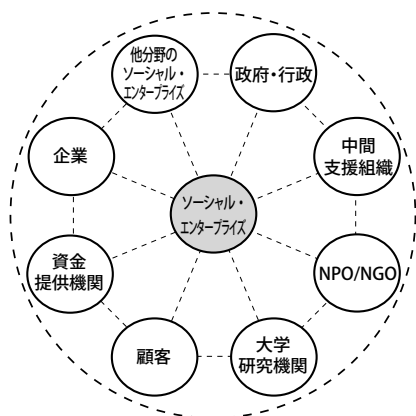 他分野の
ソーシャル・
エンタープライズ
政府・行政
企業
中間
支援組織
ソーシャル・
エンタープライズ
資金
提供機関
NPO/NGO
顧客
大学
研究機関